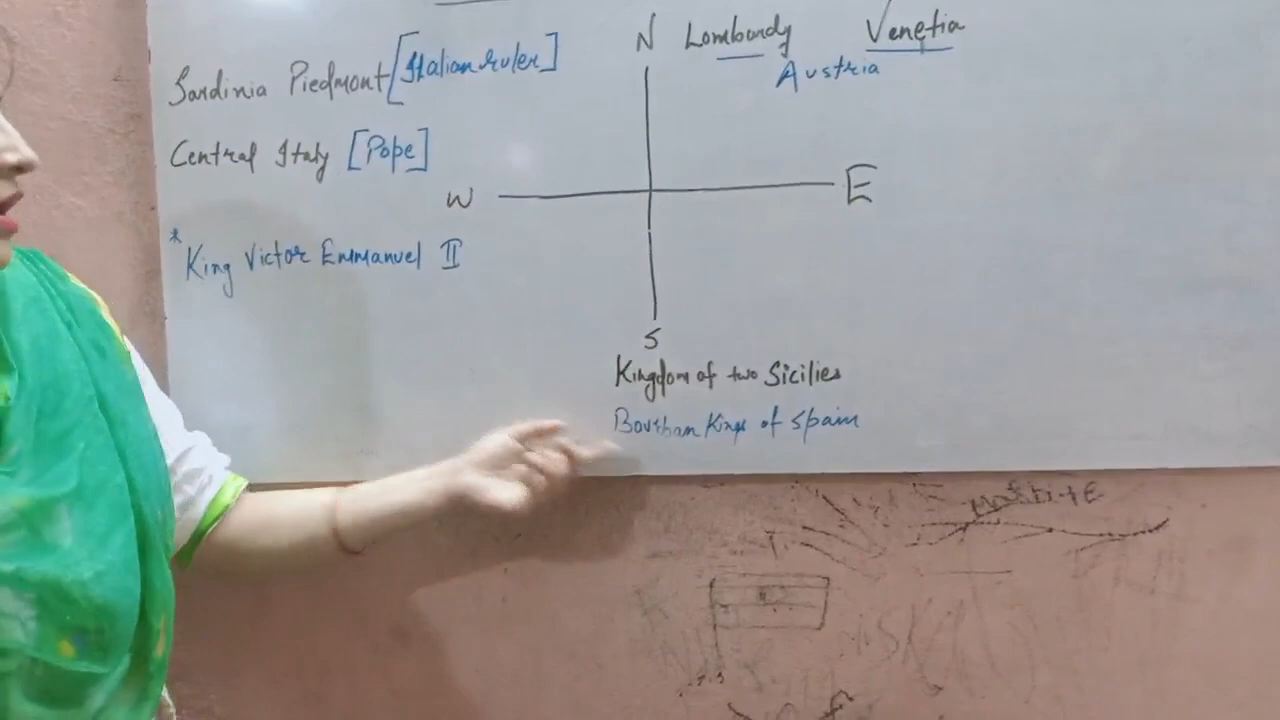 N Lombardy Venetia
Austria
Sardinia Piedmont [Italian ruler]
Central Italy [Pope]
W E
* King Victor Emmanuel II
S
Kingdom of two Sicilies
Bourban Kings of Spain